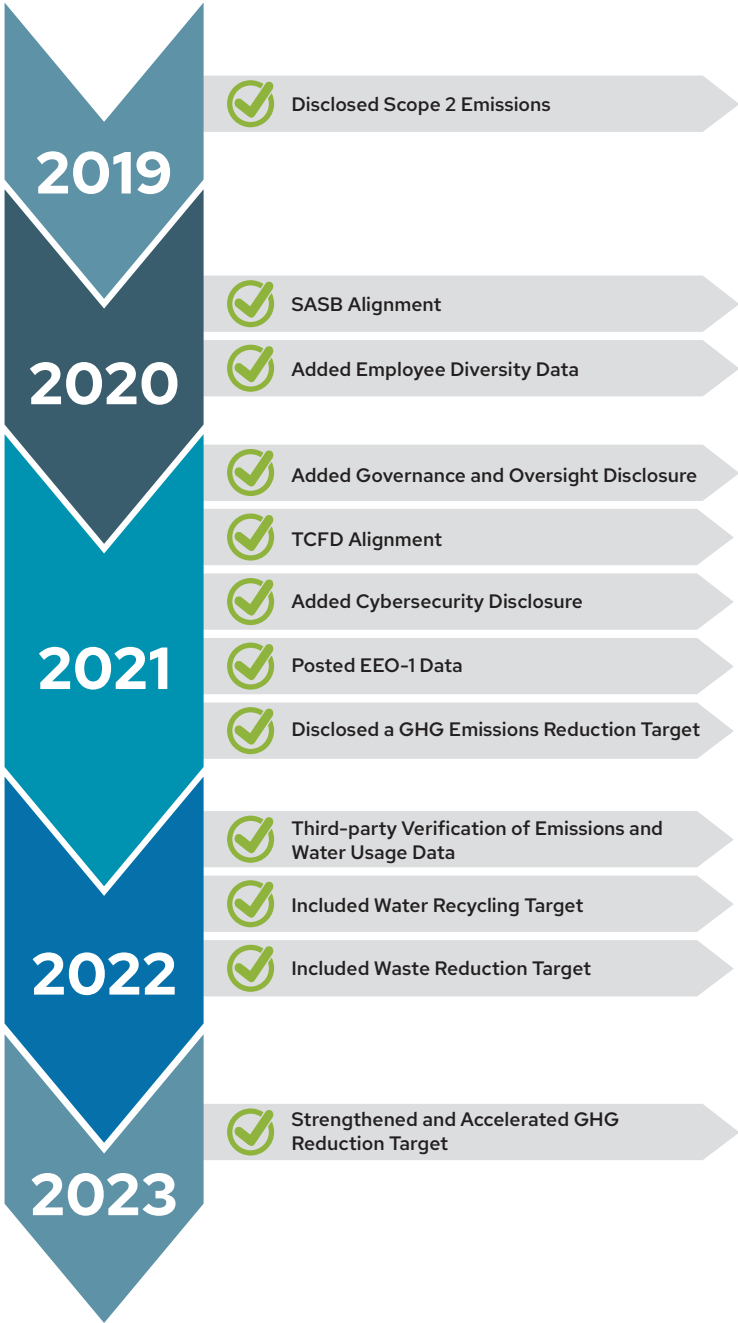 2019
Disclosed Scope 2 Emissions
2020
SASB Alignment
Added Employee Diversity Data
2021
Added Governance and Oversight Disclosure
TCFD Alignment
Added Cybersecurity Disclosure
Posted EEO-1 Data
Disclosed a GHG Emissions Reduction Target
2022
Third-party Verification of Emissions and
Water Usage Data
Included Water Recycling Target
Included Waste Reduction Target
2023
Strengthened and Accelerated GHG
Reduction Target